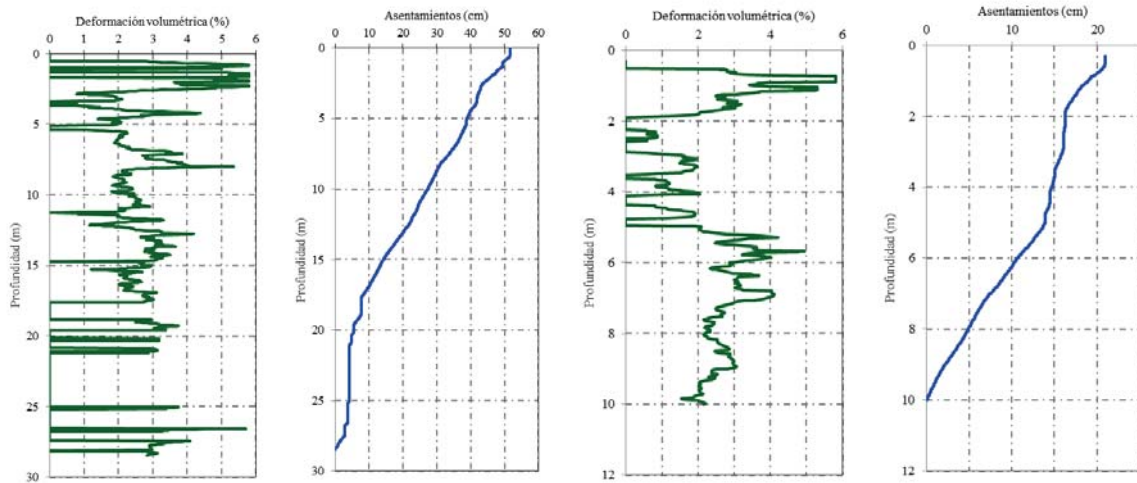 Deformación volumétrica (%)
0 1 2 3 4 5 6
0
5
10
15
20
25
30
Profundidad (m)
Asentamientos (cm)
0 10 20 30 40 50 60
0
5
10
15
20
25
30
Profundidad (m)
Deformación volumétrica (%)
0 2 4 6
0
2
4
6
8
10
12
Profundidad (m)
Asentamientos (cm)
0 10 20
0
2
4
6
8
10
12
Profundidad (m)